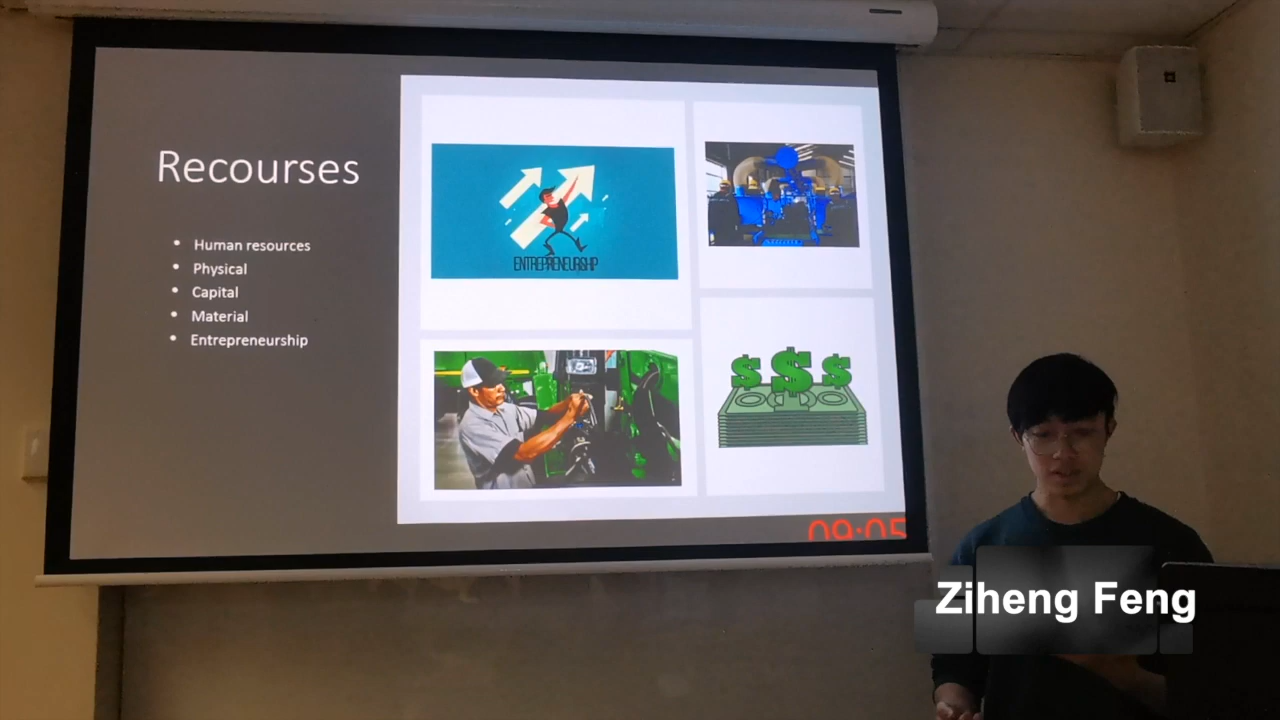 Recourses
Human resources
Physical
Capital
Material
Entrepreneurship
ENTREPRENEURSHIP
$ $ $
09:05
Ziheng Feng